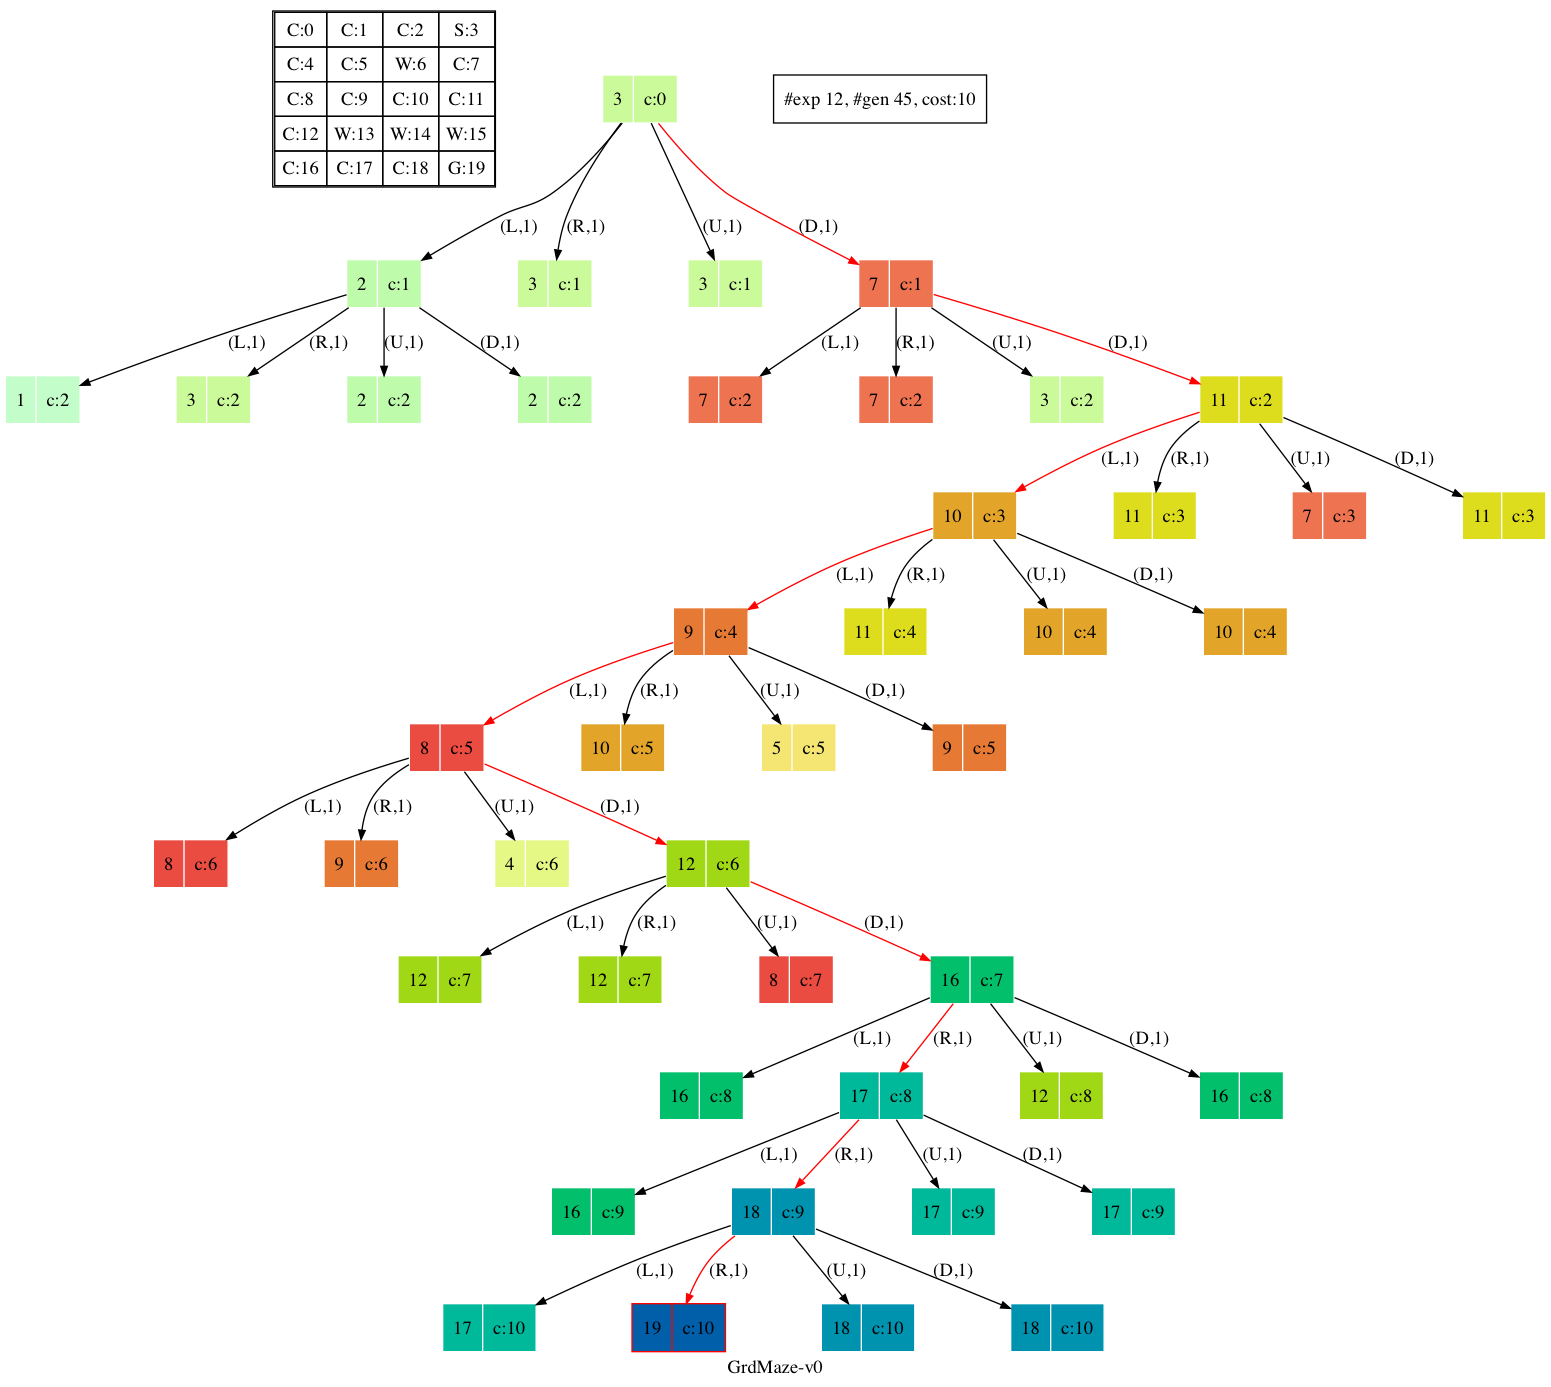 C:0 C:1 C:2 S:3
C:4 C:5 W:6 C:7
C:8 C:9 C:10 C:11
C:12 W:13 W:14 W:15
C:16 C:17 C:18 G:19
3 c:0
#exp 12, #gen 45, cost:10
(L,1) (R,1) (U,1) (D,1)
2 c:1 3 c:1 3 c:1 7 c:1
(L,1) (R,1) (U,1) (D,1) (L,1) (R,1) (U,1) (D,1)
1 c:2 3 c:2 2 c:2 2 c:2 7 c:2 7 c:2 3 c:2 11 c:2
(L,1) (R,1) (U,1) (D,1)
10 c:3 11 c:3 7 c:3 11 c:3
(L,1) (R,1) (U,1) (D,1)
9 c:4 11 c:4 10 c:4 10 c:4
(L,1) (R,1) (U,1) (D,1)
8 c:5 10 c:5 5 c:5 9 c:5
(L,1) (R,1) (U,1) (D,1)
8 c:6 9 c:6 4 c:6 12 c:6
(L,1) (R,1) (U,1) (D,1)
12 c:7 12 c:7 8 c:7 16 c:7
(L,1) (R,1) (U,1) (D,1)
16 c:8 17 c:8 12 c:8 16 c:8
(L,1) (R,1) (U,1) (D,1)
16 c:9 18 c:9 17 c:9 17 c:9
(L,1) (R,1) (U,1) (D,1)
17 c:10 19 c:10 18 c:10 18 c:10
GrdMaze-v0